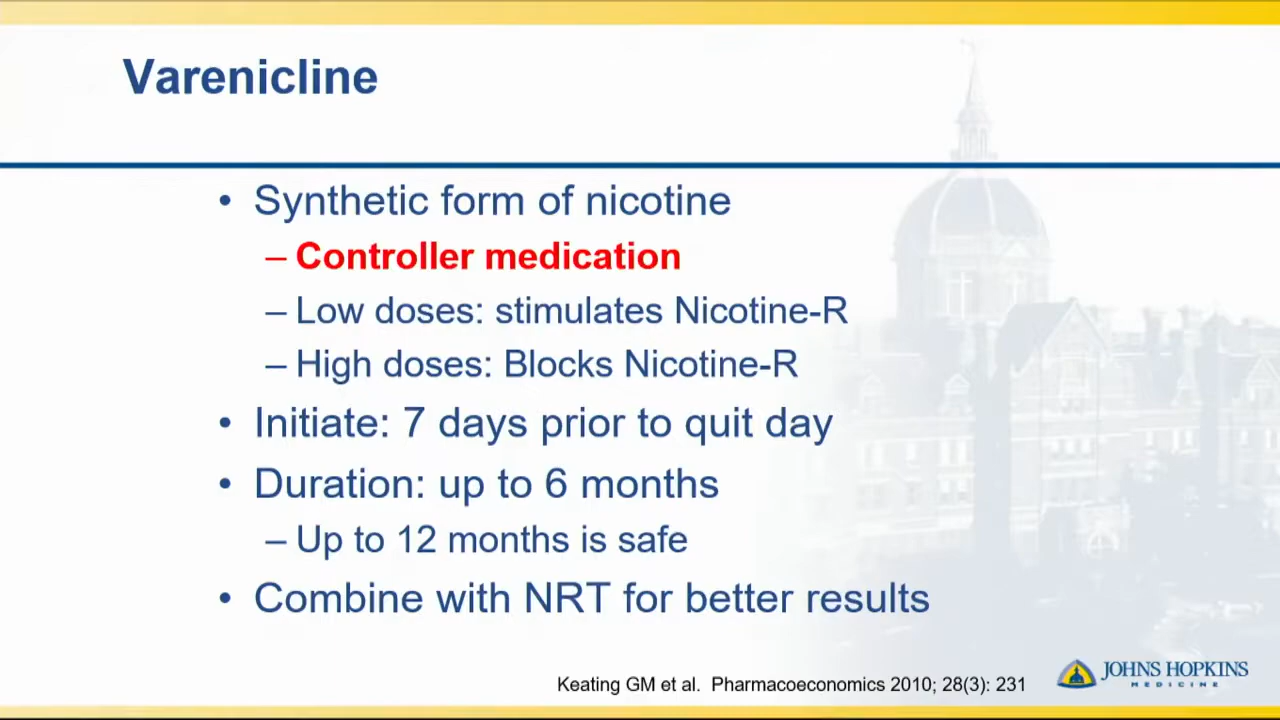 Varenicline
• Synthetic form of nicotine
– Controller medication
– Low doses: stimulates Nicotine-R
– High doses: Blocks Nicotine-R
• Initiate: 7 days prior to quit day
• Duration: up to 6 months
– Up to 12 months is safe
• Combine with NRT for better results
Keating GM et al. Pharmacoeconomics 2010; 28(3): 231
JOHNS HOPKINS
MEDICINE